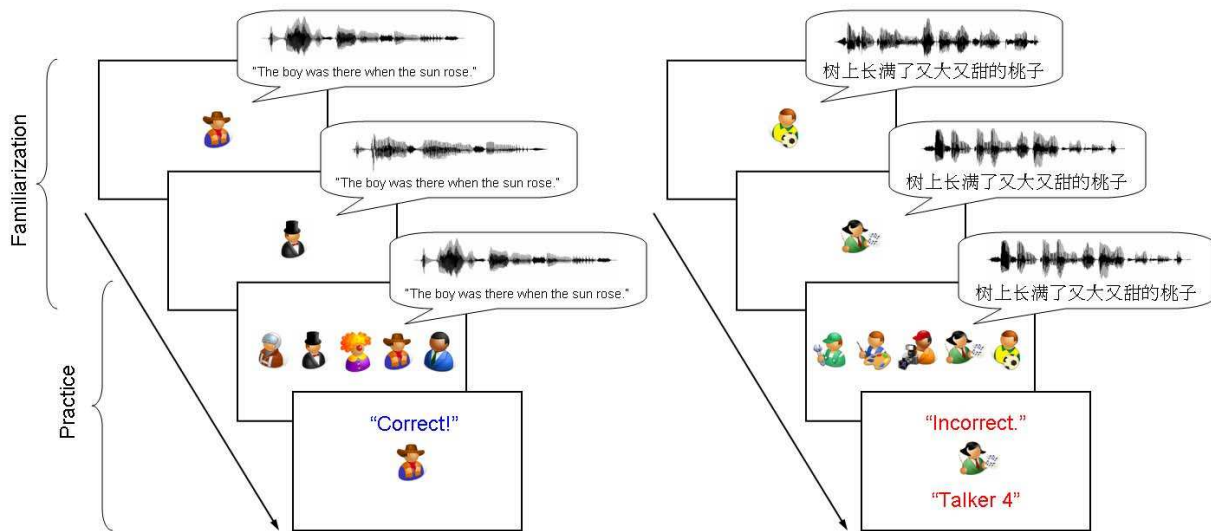 Familiarization
Practice
"The boy was there when the sun rose."
"The boy was there when the sun rose."
"The boy was there when the sun rose."
“Correct!”
树上长满了又大又甜的桃子
树上长满了又大又甜的桃子
树上长满了又大又甜的桃子
“Incorrect.”
“Talker 4”